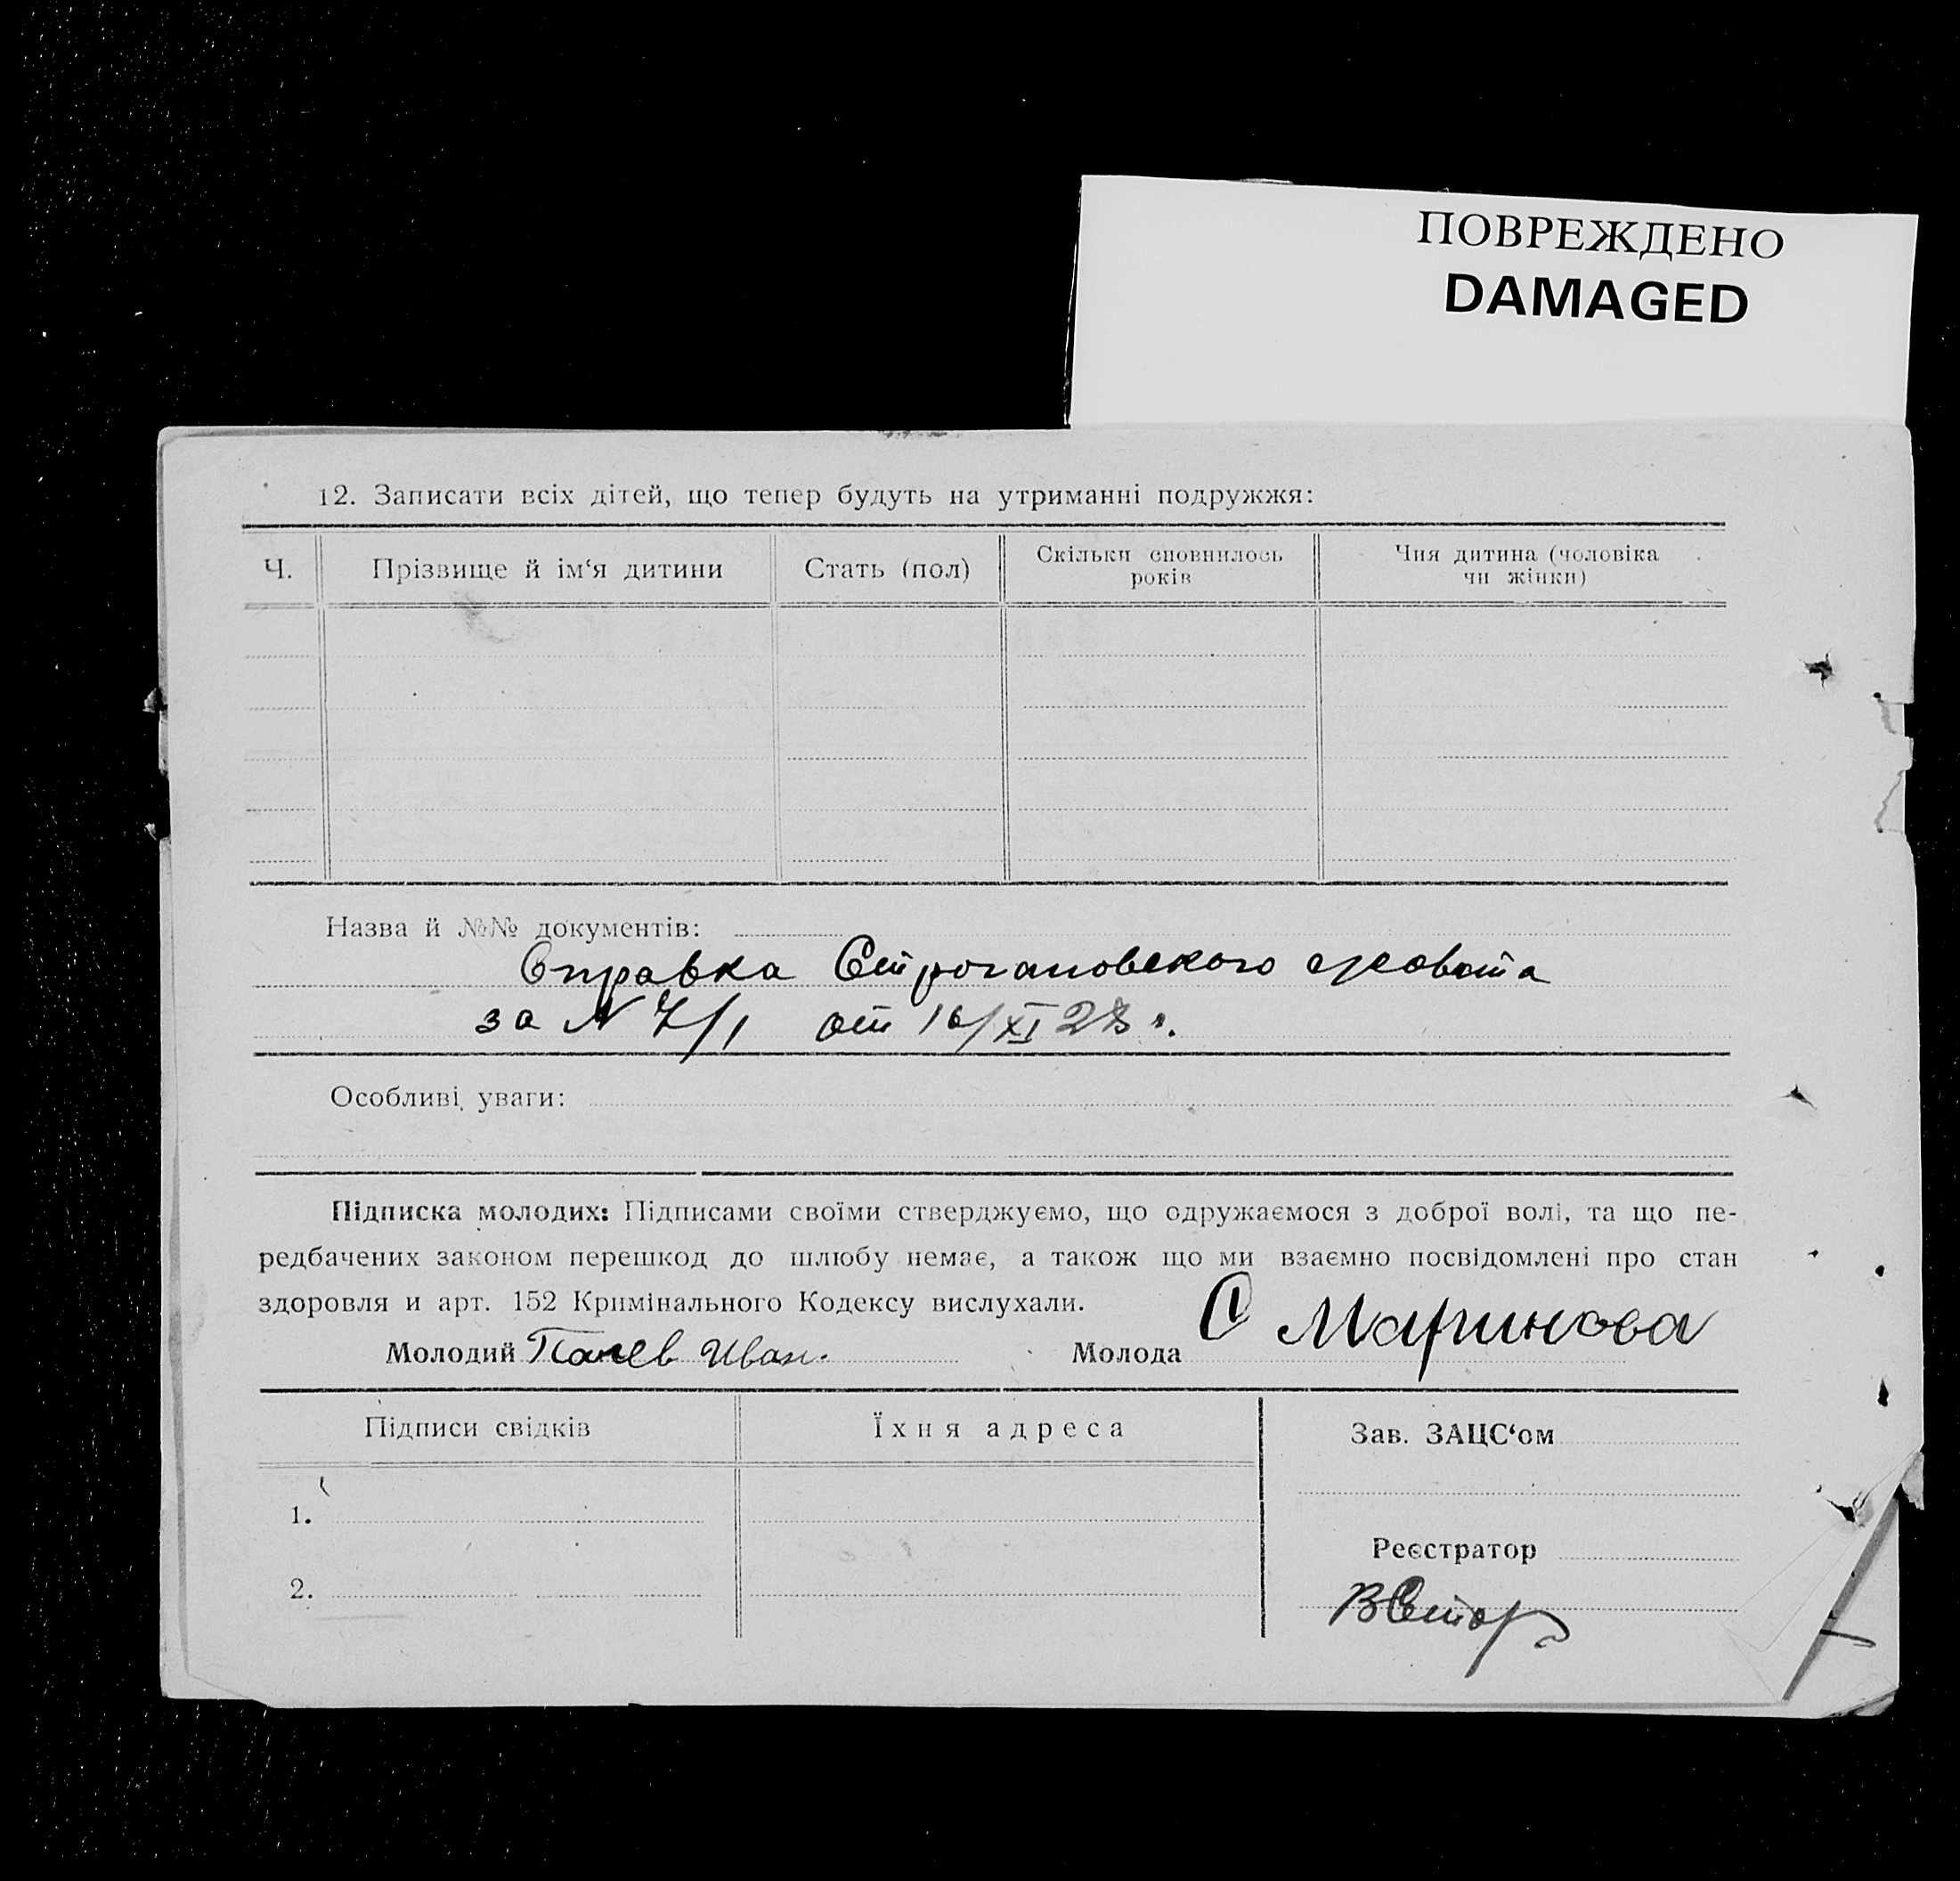 ПОВРЕЖДЕНО
DAMAGED
12. Записати всіх дітей, що тепер будуть на утриманні подружжя:
Ч. Прізвище й ім‘я дитини Стать (пол) Скільки сповнилось років Чия дитина (чоловіка чи жінки)
Назва й №№ документів:
Справка Строгановского с/совета
за N 7/1 от 16/XI 28 г.
Особливі уваги:
Підписка молодих: Підписами своїми стверджуємо, що одружаємося з доброї волі, та що пе-
редбачених законом перешкод до шлюбу немає, а також що ми взаємно посвідомлені про стан
здоровля и арт. 152 Кримінального Кодексу вислухали.
Молодий Иван. Молода С Маринова
Підписи свідків Їхня адреса Зав. ЗАЦС‘ом
1.
Реєстратор
2.